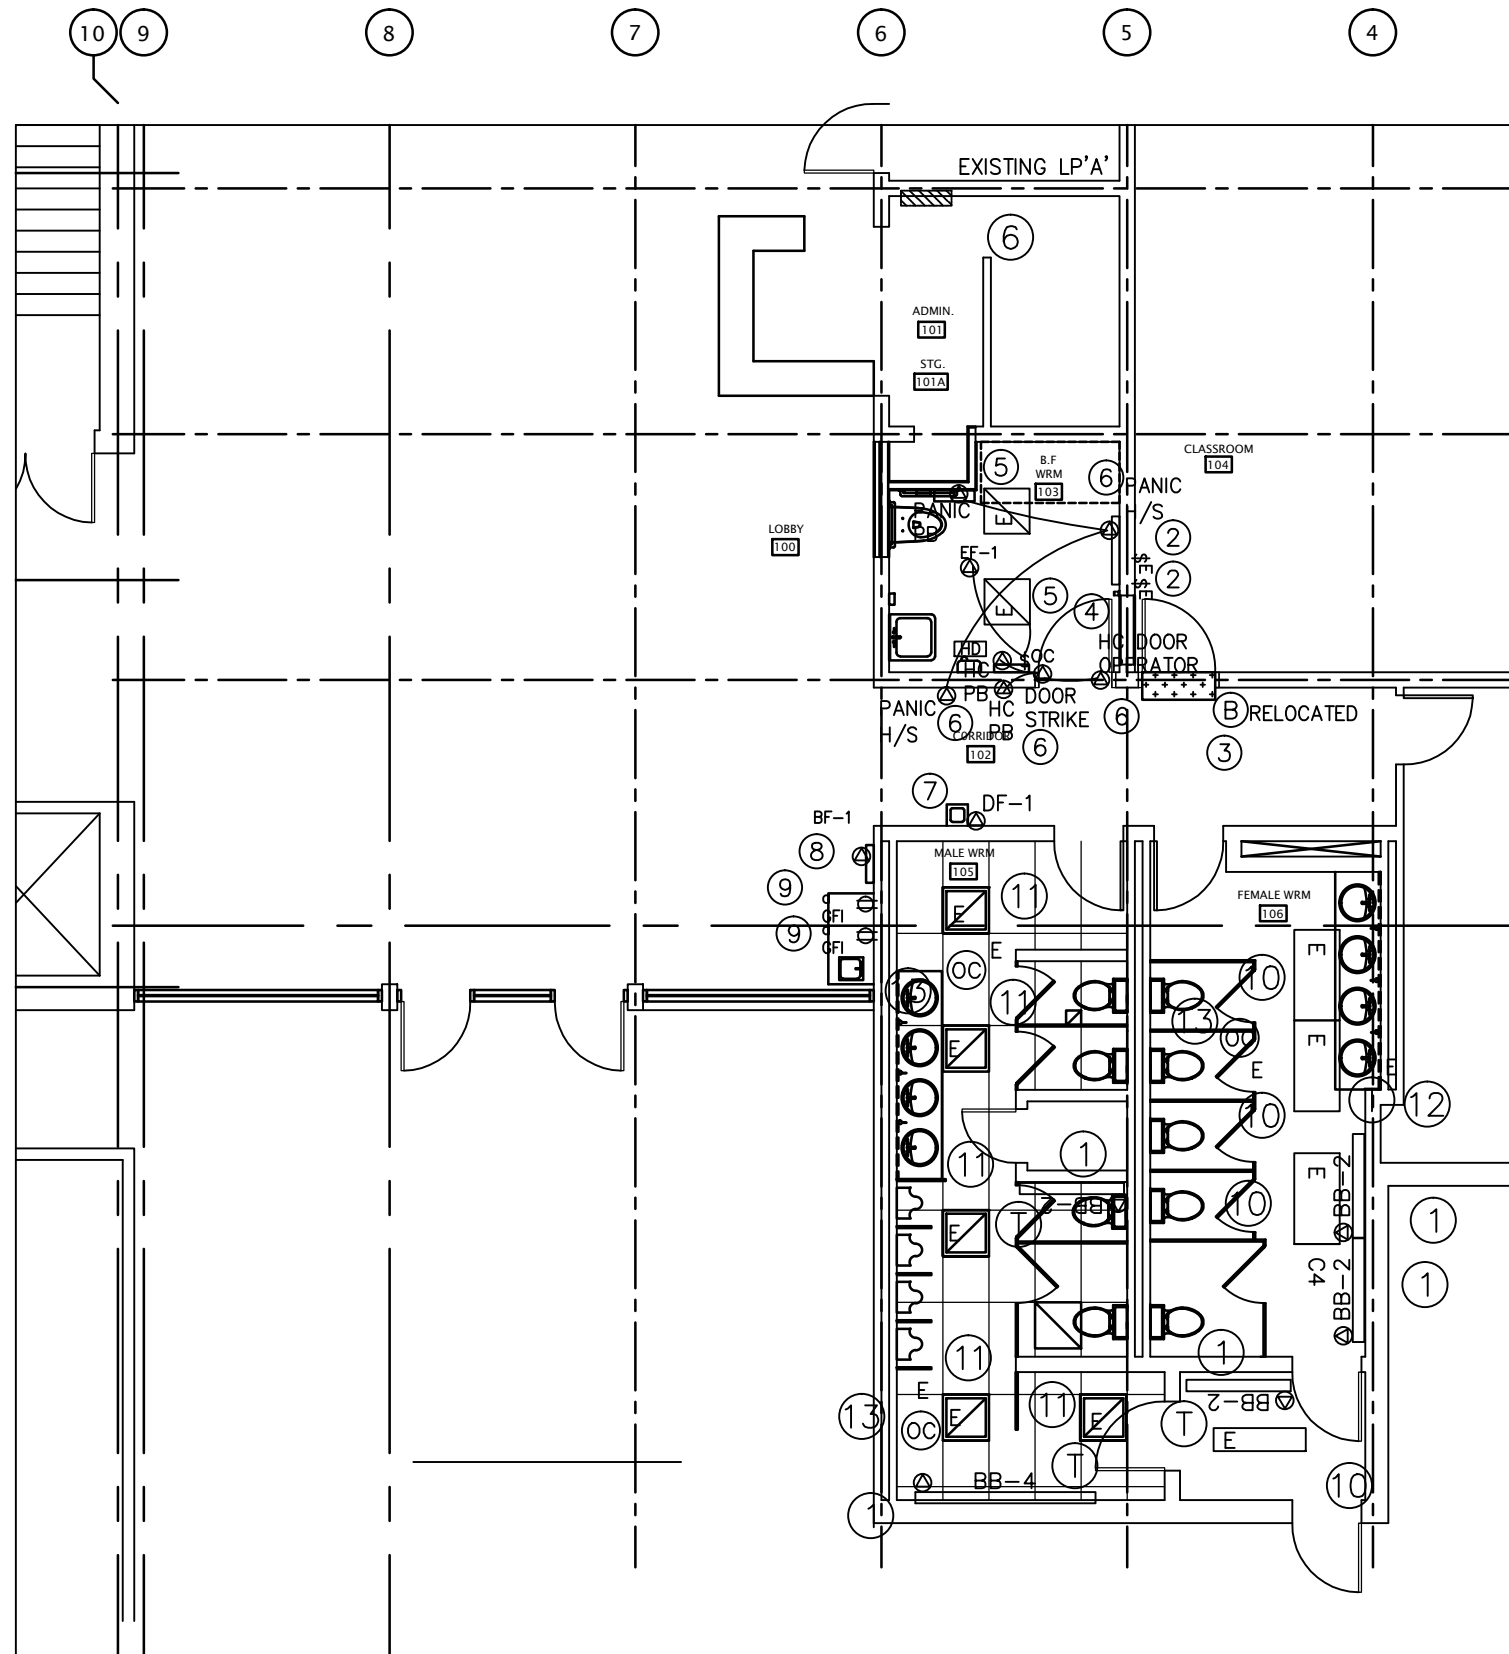 10
9
8
7
6
5
4
EXISTING LP'A'
6
ADMIN.
101
STG.
101A
5
B.F
WRM
103
6
CLASSROOM
104
PANIC
H/S
PANIC
PB
E
2
LOBBY
100
EF-1
SE
SE
2
5
E
4
HD
HC
PB
$OC
HC DOOR
OPERATOR
PANIC
H/S
6
HC
PB
DOOR
STRIKE
6
6
B RELOCATED
3
CORRIDOR
102
7
DF-1
BF-1
8
MALE WRM
105
9
GFI
9
GFI
11
E
FEMALE WRM
106
E
E
OC
13
11
10
13
OC
E
E
E
E
12
10
11
1
BB-2
T
10
E
BB-2
1
E
C4
BB-2
1
11
1
E
13
OC
E
11
E
BB-2
T
E
T
BB-4
10
1